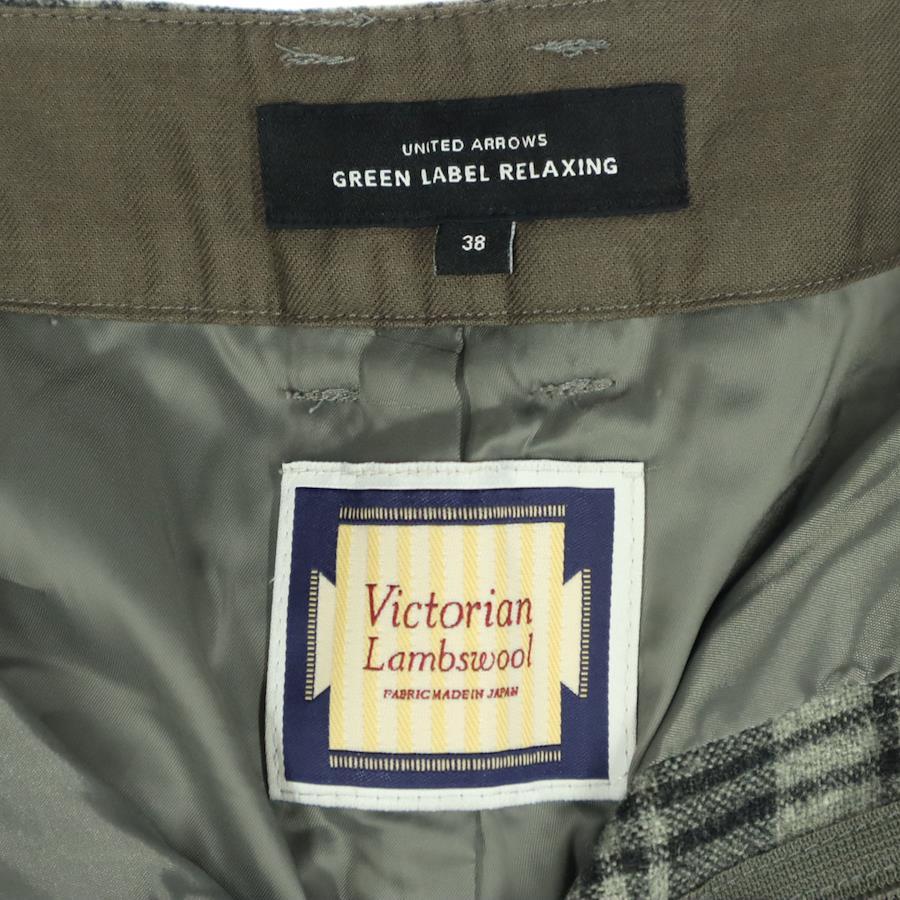 UNITED ARROWS
GREEN LABEL RELAXING
38
Victorian
Lambswool
FABRIC MADE IN JAPAN